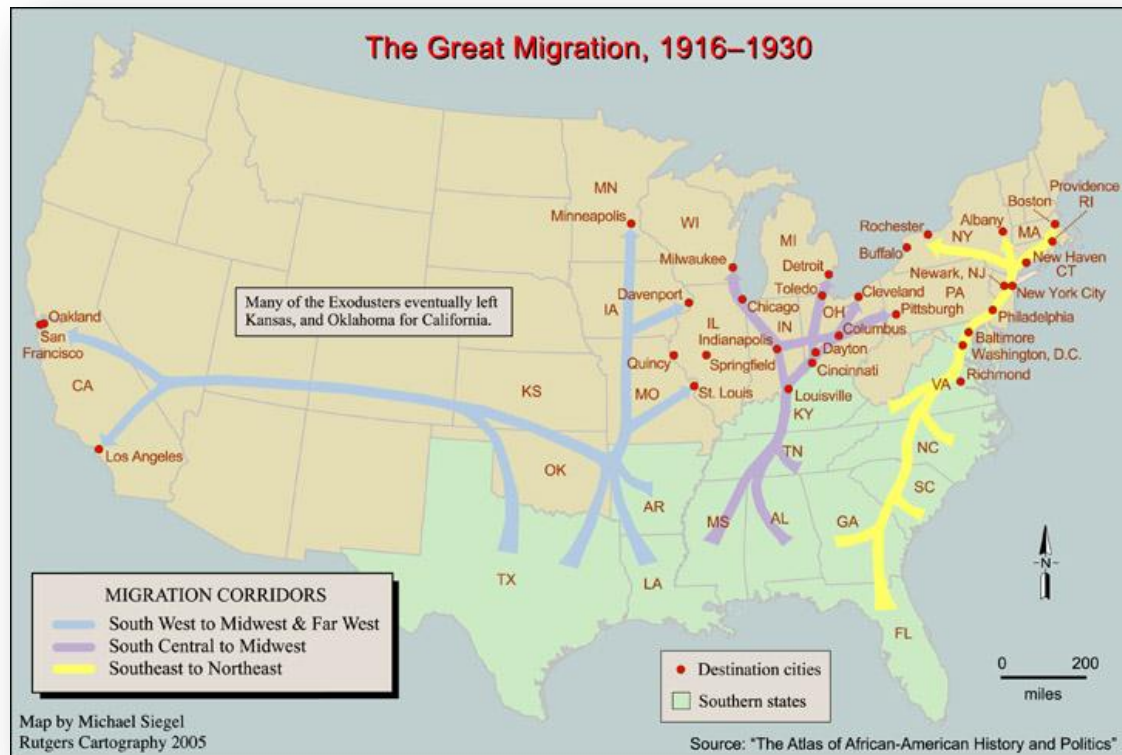 The Great Migration, 1916–1930
MN
Minneapolis
WI
Milwaukee
MI
Detroit
Rochester
Buffalo
Albany
NY
Boston
Providence
RI
MA
New Haven
CT
Newark, NJ
New York City
PA
Philadelphia
Baltimore
Washington, D.C.
Richmond
VA
Many of the Exodusters eventually left
Kansas, and Oklahoma for California.
Oakland
San
Francisco
CA
Los Angeles
Davenport
IA
Chicago
Toledo
Cleveland
OH
Pittsburgh
IL
IN
Indianapolis
Columbus
Dayton
Cincinnati
Quincy
Springfield
KS
MO
St. Louis
Louisville
KY
TN
NC
SC
OK
AR
MS
AL
GA
TX
LA
FL
MIGRATION CORRIDORS
South West to Midwest & Far West
South Central to Midwest
Southeast to Northeast
Destination cities
Southern states
N
0 200
miles
Map by Michael Siegel
Rutgers Cartography 2005
Source: "The Atlas of African-American History and Politics"